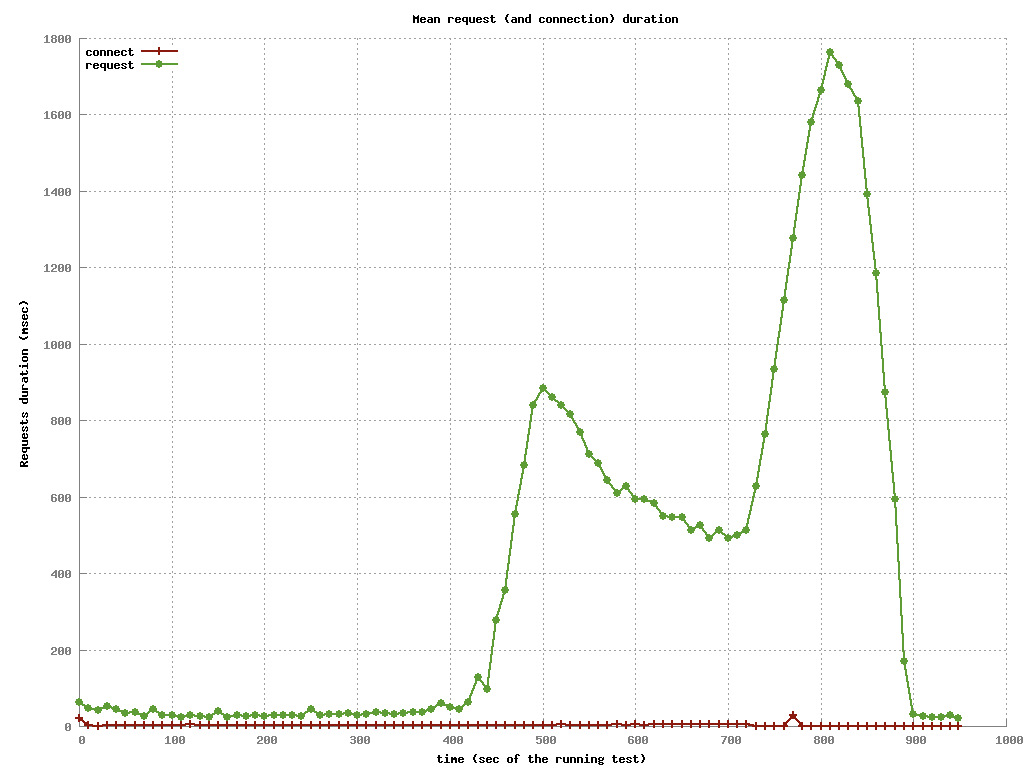 Mean request (and connection) duration
connect
request
1800
1600
1400
1200
1000
800
600
400
200
0
Requests duration (msec)
0 100 200 300 400 500 600 700 800 900 1000
time (sec of the running test)